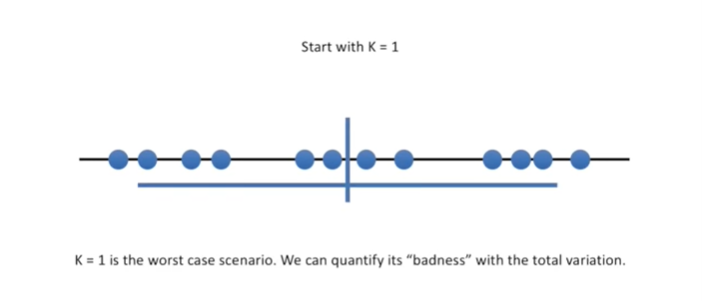 Start with K = 1
K = 1 is the worst case scenario. We can quantify its “badness” with the total variation.